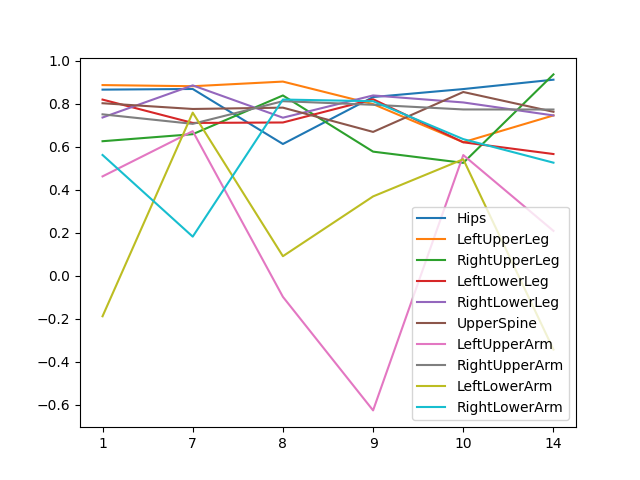 1.0
0.8
0.6
0.4
0.2
0.0
−0.2
−0.4
−0.6
1 7 8 9 10 14
Hips
LeftUpperLeg
RightUpperLeg
LeftLowerLeg
RightLowerLeg
UpperSpine
LeftUpperArm
RightUpperArm
LeftLowerArm
RightLowerArm